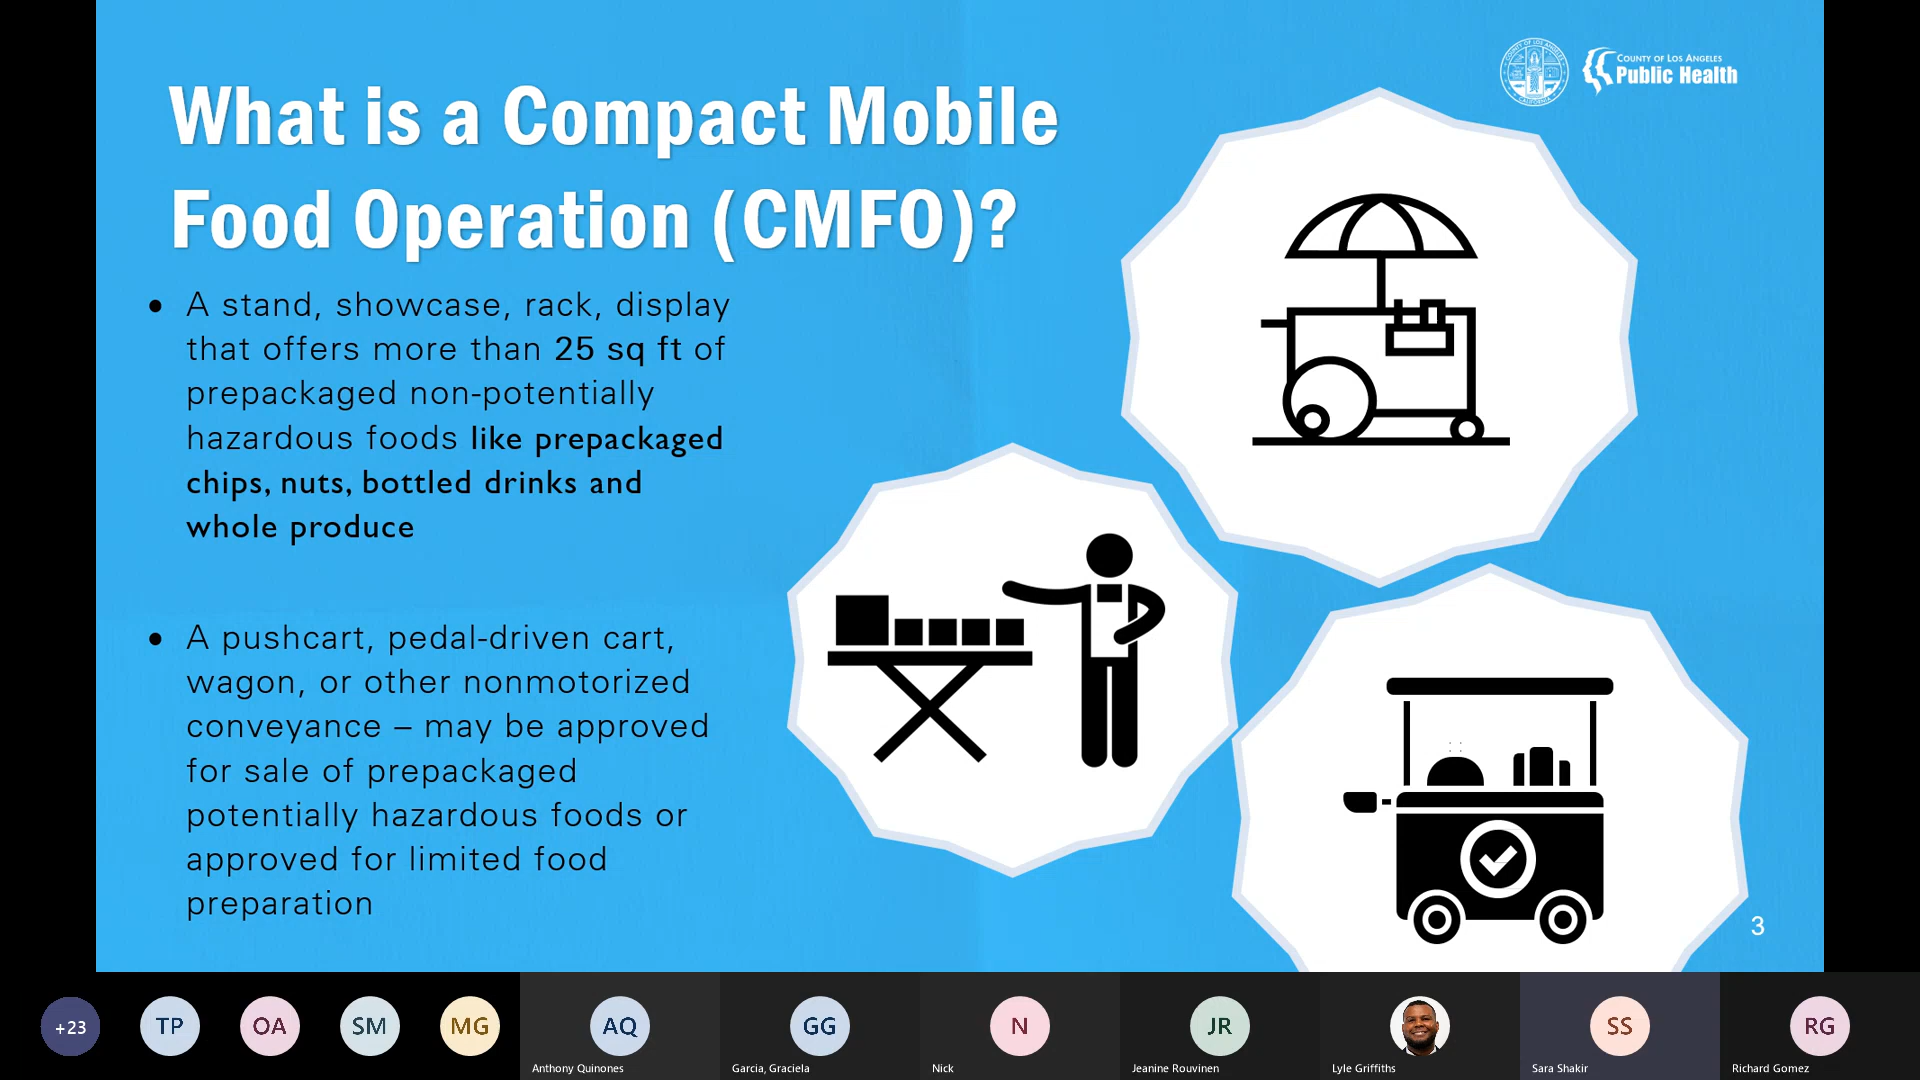 COUNTY OF LOS ANGELES
Public Health
What is a Compact Mobile
Food Operation (CMFO)?
• A stand, showcase, rack, display
that offers more than 25 sq ft of
prepackaged non-potentially
hazardous foods like prepackaged
chips, nuts, bottled drinks and
whole produce
• A pushcart, pedal-driven cart,
wagon, or other nonmotorized
conveyance – may be approved
for sale of prepackaged
potentially hazardous foods or
approved for limited food
preparation
3
+23
TP
OA
SM
MG
AQ
GG
N
JR
SS
RG
Anthony Quinones
Garcia, Graciela
Nick
Jeanine Rouvinen
Lyle Griffiths
Sara Shakir
Richard Gomez